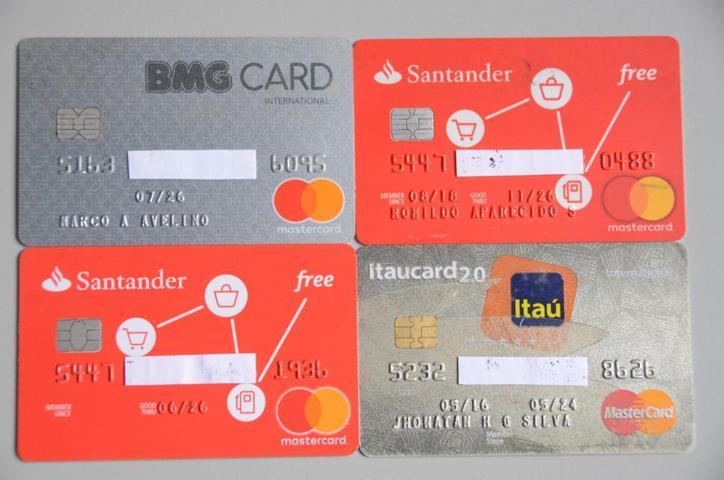 BMG CARD
INTERNATIONAL
5163 6095
07/26
MARCO A AVELINO
mastercard
Santander free
5447 0488
MEMBER SINCE 08/18 GOOD THRU 11/26
RONILDO APARECIDO S
mastercard
Santander free
5447 1936
MEMBER SINCE GOOD THRU 06/26
mastercard
itaucard 2.0 International
Itaú
5232 8626
05/16 05/24
JHONATAN H G SILVA
Member Since
MasterCard